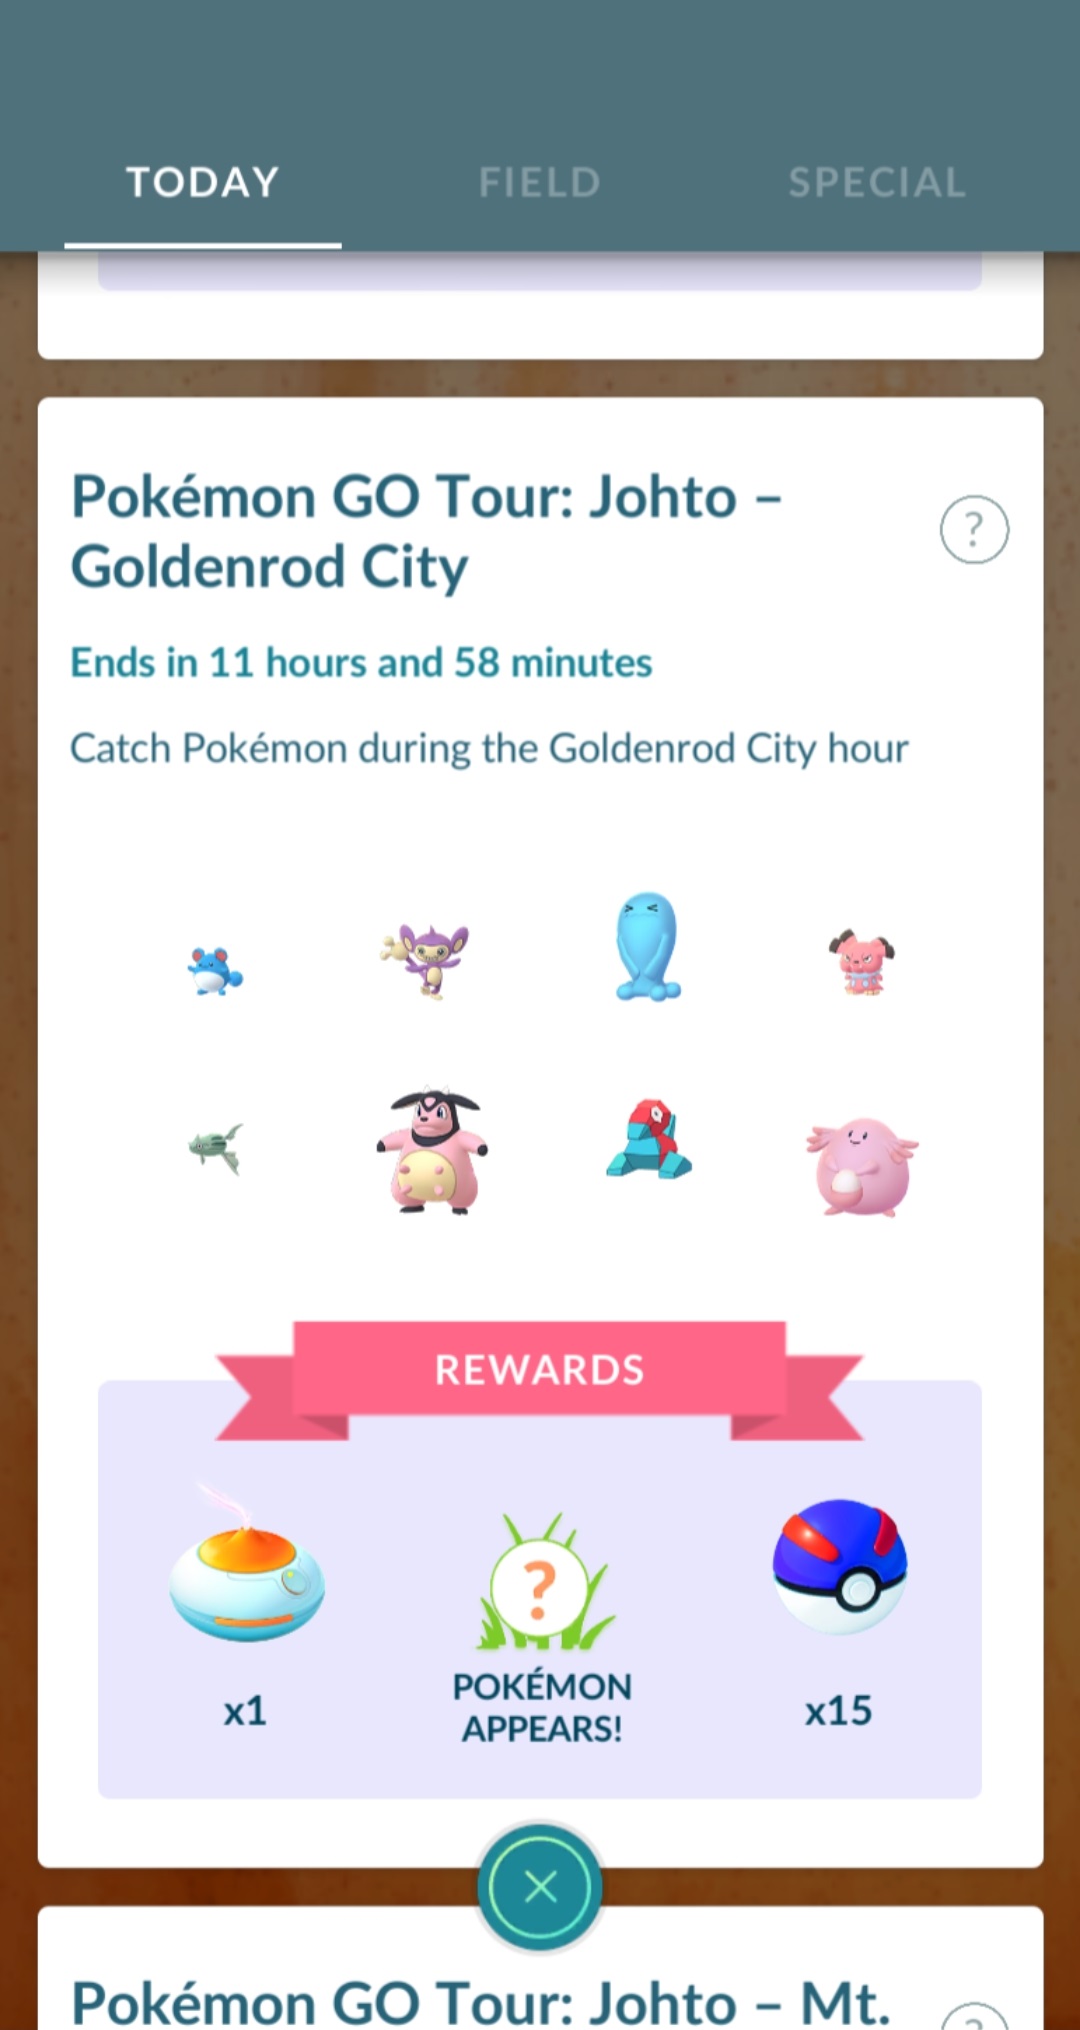 TODAY
FIELD
SPECIAL
Pokémon GO Tour: Johto –
Goldenrod City
?
Ends in 11 hours and 58 minutes
Catch Pokémon during the Goldenrod City hour
REWARDS
?
x1
POKÉMON
APPEARS!
x15
Pokémon GO Tour: Johto – Mt.
?